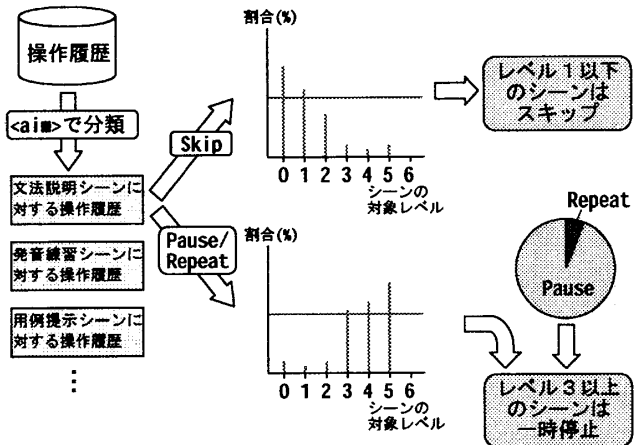 操作履歴
<aim>で分類
文法説明シーンに
対する操作履歴
発音練習シーンに
対する操作履歴
用例提示シーンに
対する操作履歴
⋮
Skip
Pause/
Repeat
割合(%)
0 1 2 3 4 5 6
シーンの
対象レベル
レベル1以下
のシーンは
スキップ
割合(%)
0 1 2 3 4 5 6
シーンの
対象レベル
Repeat
Pause
レベル3以上
のシーンは
一時停止